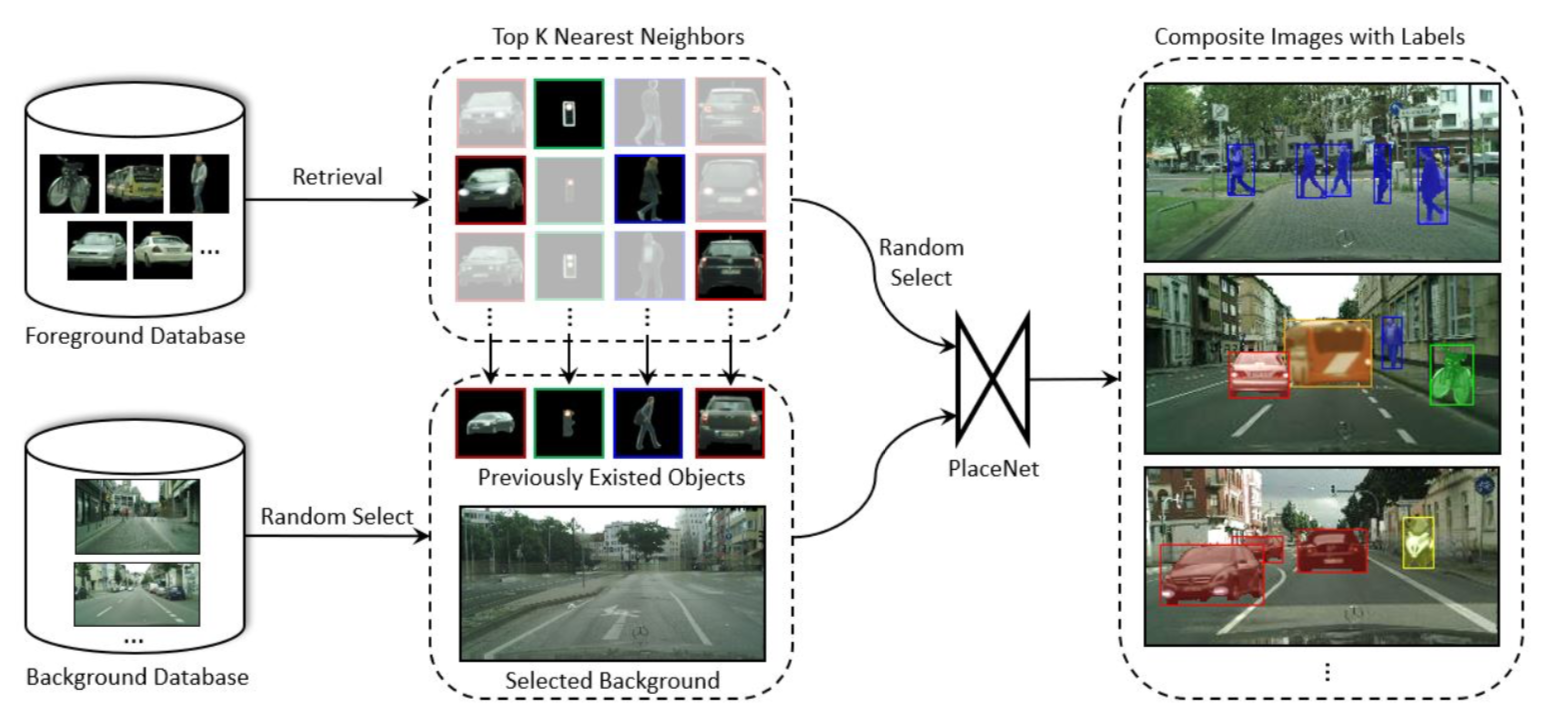 Top K Nearest Neighbors
Composite Images with Labels
Retrieval
Random
Select
Foreground Database
...
Previously Existed Objects
PlaceNet
Random Select
Selected Background
Background Database
...